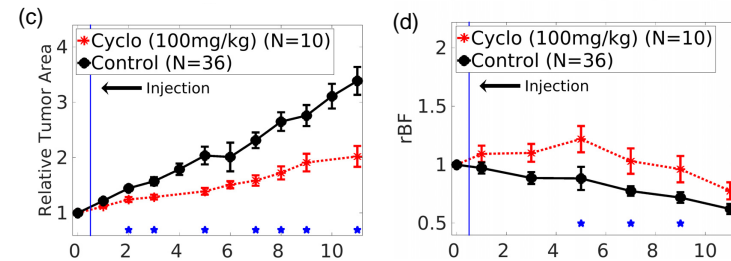 (c)
Relative Tumor Area
4
3
2
1
Cyclo (100mg/kg) (N=10)
Control (N=36)
Injection
0 2 4 6 8 10
(d)
rBF
2
1.5
1
0.5
Cyclo (100mg/kg) (N=10)
Control (N=36)
Injection
0 2 4 6 8 10